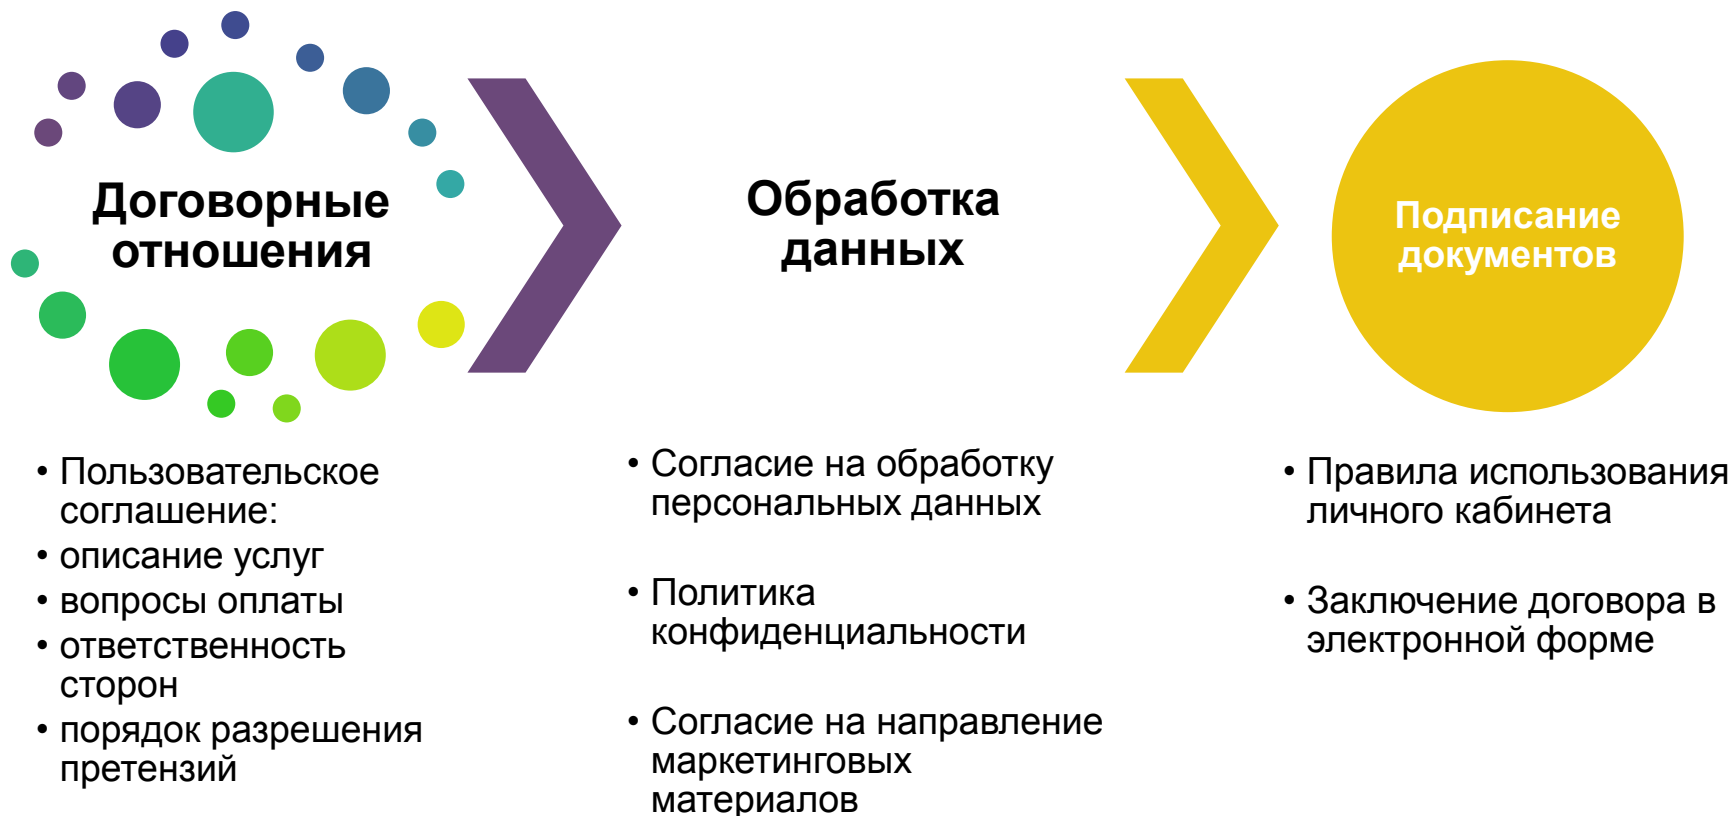 Договорные
отношения
• Пользовательское
соглашение:
• описание услуг
• вопросы оплаты
• ответственность
сторон
• порядок разрешения
претензий
Обработка
данных
• Согласие на обработку
персональных данных
• Политика
конфиденциальности
• Согласие на направление
маркетинговых
материалов
Подписание
документов
• Правила использования
личного кабинета
• Заключение договора в
электронной форме